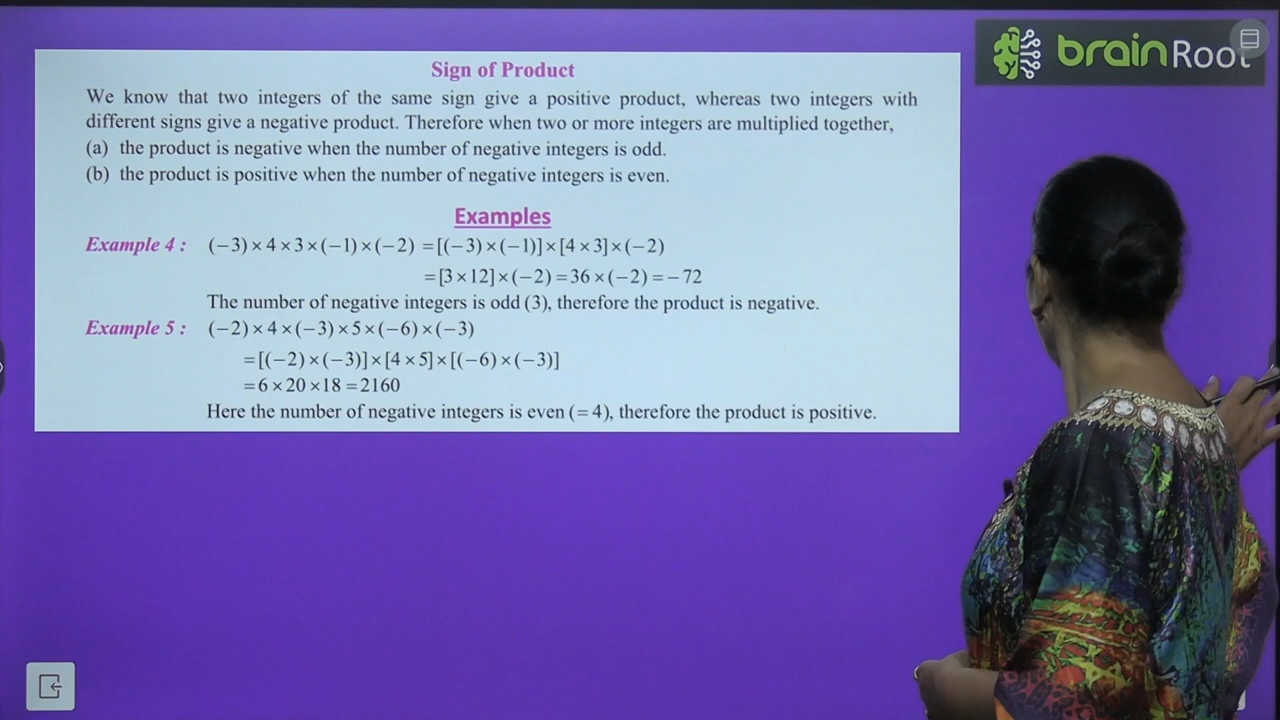 brainRoot
Sign of Product
We know that two integers of the same sign give a positive product, whereas two integers with
different signs give a negative product. Therefore when two or more integers are multiplied together,
(a) the product is negative when the number of negative integers is odd.
(b) the product is positive when the number of negative integers is even.
Examples
Example 4 : (−3)×4×3×(−1)×(−2) =[(−3)×(−1)]×[4×3]×(−2)
=[3×12]×(−2)=36×(−2)=−72
The number of negative integers is odd (3), therefore the product is negative.
Example 5 : (−2)×4×(−3)×5×(−6)×(−3)
=[(−2)×(−3)]×[4×5]×[(−6)×(−3)]
=6×20×18=2160
Here the number of negative integers is even (=4), therefore the product is positive.